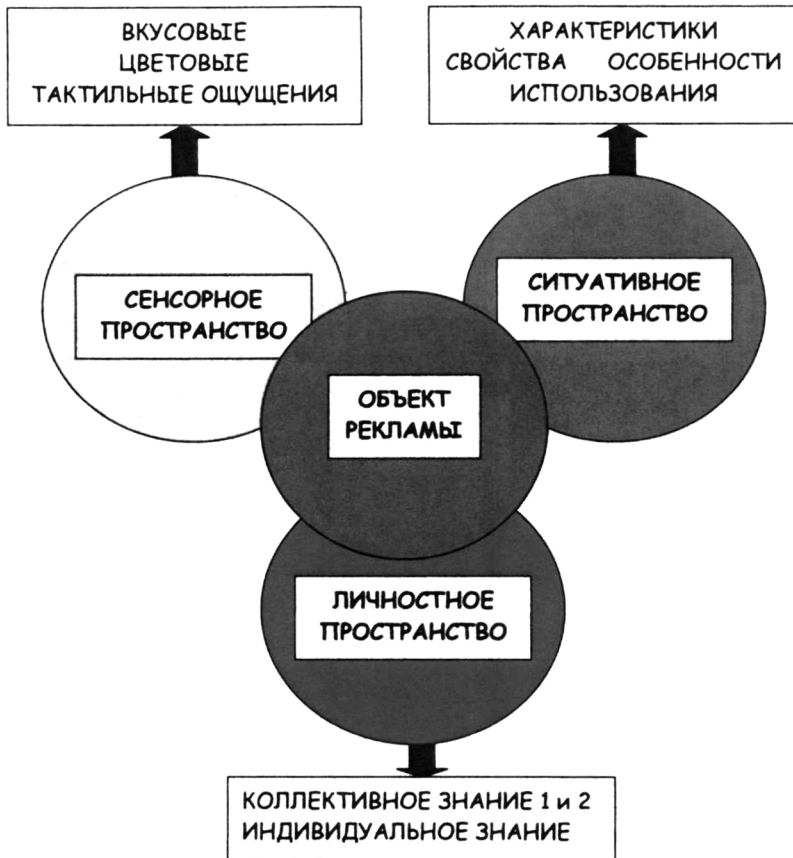 ВКУСОВЫЕ
ЦВЕТОВЫЕ
ТАКТИЛЬНЫЕ ОЩУЩЕНИЯ
ХАРАКТЕРИСТИКИ
СВОЙСТВА ОСОБЕННОСТИ
ИСПОЛЬЗОВАНИЯ
СЕНСОРНОЕ
ПРОСТРАНСТВО
СИТУАТИВНОЕ
ПРОСТРАНСТВО
ОБЪЕКТ
РЕКЛАМЫ
ЛИЧНОСТНОЕ
ПРОСТРАНСТВО
КОЛЛЕКТИВНОЕ ЗНАНИЕ 1 и 2
ИНДИВИДУАЛЬНОЕ ЗНАНИЕ